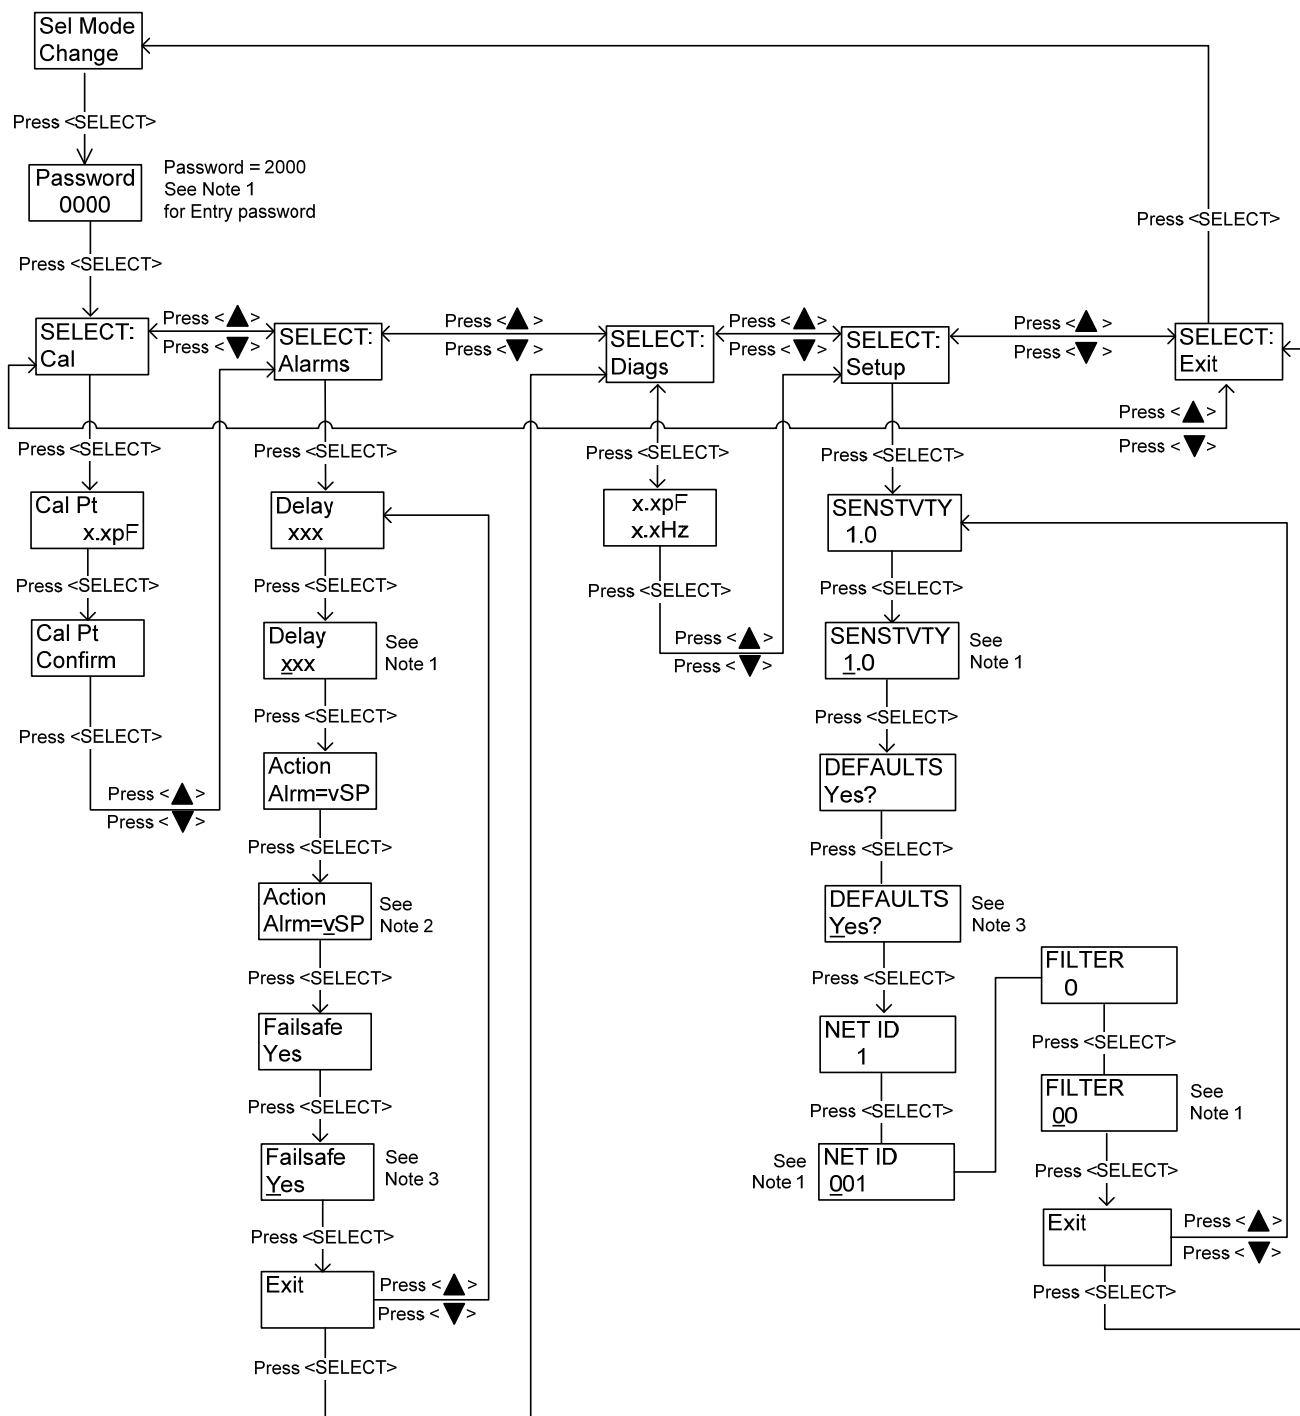 Sel Mode
Change
Press <SELECT>
Password
0000
Password = 2000
See Note 1
for Entry password
Press <SELECT>
Press <SELECT>
SELECT:
Cal
Press <▲>
Press <▼>
SELECT:
Alarms
Press <▲>
Press <▼>
SELECT:
Diags
Press <▲>
Press <▼>
SELECT:
Setup
Press <▲>
Press <▼>
SELECT:
Exit
Press <▲>
Press <▼>
Press <SELECT>
Cal Pt
x.xpF
Press <SELECT>
Cal Pt
Confirm
Press <SELECT>
Press <▲>
Press <▼>
Press <SELECT>
Delay
xxx
Press <SELECT>
Delay
xxx
See
Note 1
Press <SELECT>
Action
Alrm=vSP
Press <SELECT>
Action
Alrm=vSP
See
Note 2
Press <SELECT>
Failsafe
Yes
Press <SELECT>
Failsafe
Yes
See
Note 3
Press <SELECT>
Exit
Press <▲>
Press <▼>
Press <SELECT>
Press <SELECT>
x.xpF
x.xHz
Press <SELECT>
Press <▲>
Press <▼>
Press <SELECT>
SENSTVTY
1.0
Press <SELECT>
SENSTVTY
1.0
See
Note 1
Press <SELECT>
DEFAULTS
Yes?
Press <SELECT>
DEFAULTS
Yes?
See
Note 3
Press <SELECT>
NET ID
1
Press <SELECT>
See
Note 1
NET ID
001
FILTER
0
Press <SELECT>
FILTER
00
See
Note 1
Press <SELECT>
Exit
Press <▲>
Press <▼>
Press <SELECT>